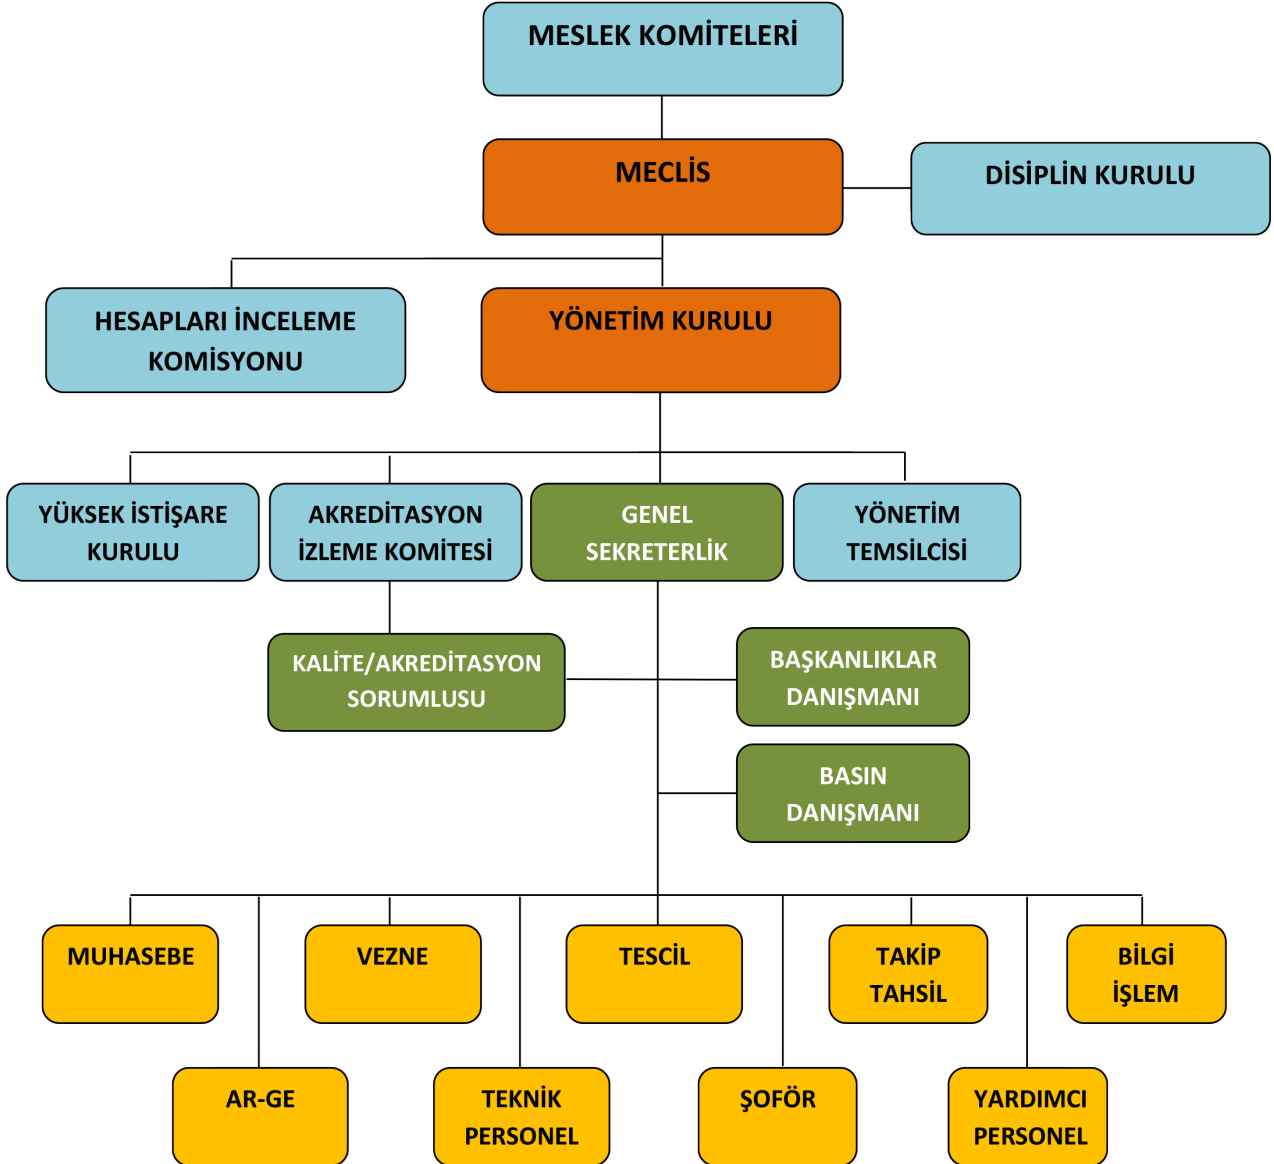 MESLEK KOMİTELERİ
MECLİS
DİSİPLİN KURULU
HESAPLARI İNCELEME
KOMİSYONU
YÖNETİM KURULU
YÜKSEK İSTİŞARE
KURULU
AKREDİTASYON
İZLEME KOMİTESİ
GENEL
SEKRETERLİK
YÖNETİM
TEMSİLCİSİ
KALİTE/AKREDİTASYON
SORUMLUSU
BAŞKANLIKLAR
DANIŞMANI
BASIN
DANIŞMANI
MUHASEBE
VEZNE
TESCİL
TAKİP
TAHSİL
BİLGİ
İŞLEM
AR-GE
TEKNİK
PERSONEL
ŞOFÖR
YARDIMCI
PERSONEL